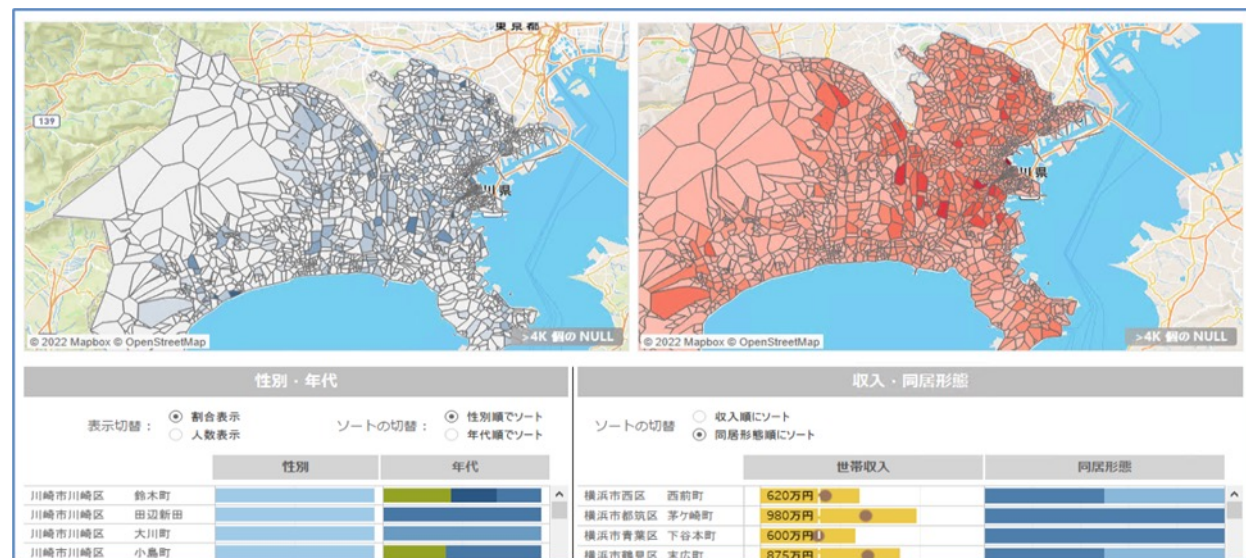 東京都
139
川県
© 2022 Mapbox © OpenStreetMap
>4K 個の NULL
川県
© 2022 Mapbox © OpenStreetMap
>4K 個の NULL
性別・年代
表示切替：
割合表示
人数表示
ソートの切替：
性別順でソート
年代順でソート
性別
年代
川崎市川崎区 鈴木町
川崎市川崎区 田辺新田
川崎市川崎区 大川町
川崎市川崎区 小島町
収入・同居形態
ソートの切替
収入順にソート
同居形態順にソート
世帯収入
同居形態
横浜市西区 西前町 620万円
横浜市都筑区 茅ケ崎町 980万円
横浜市青葉区 下谷本町 600万円
横浜市鶴見区 末広町 875万円